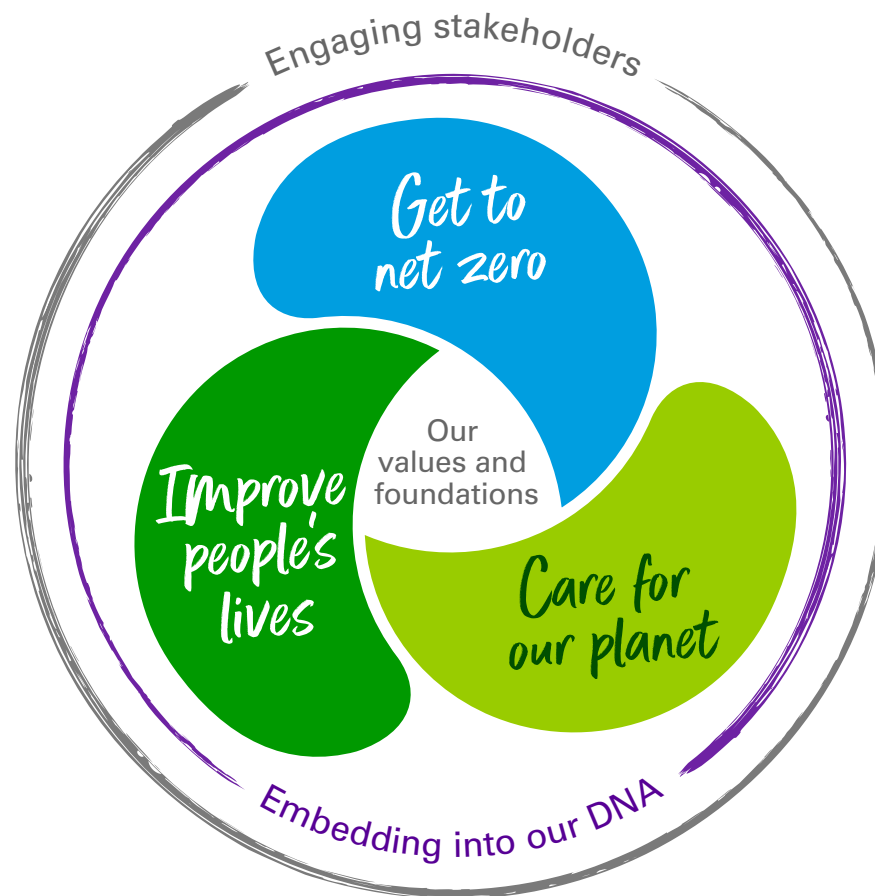 Engaging stakeholders
Get to
net zero
Our
values and
foundations
Improve
people's
lives
Care for
our planet
Embedding into our DNA